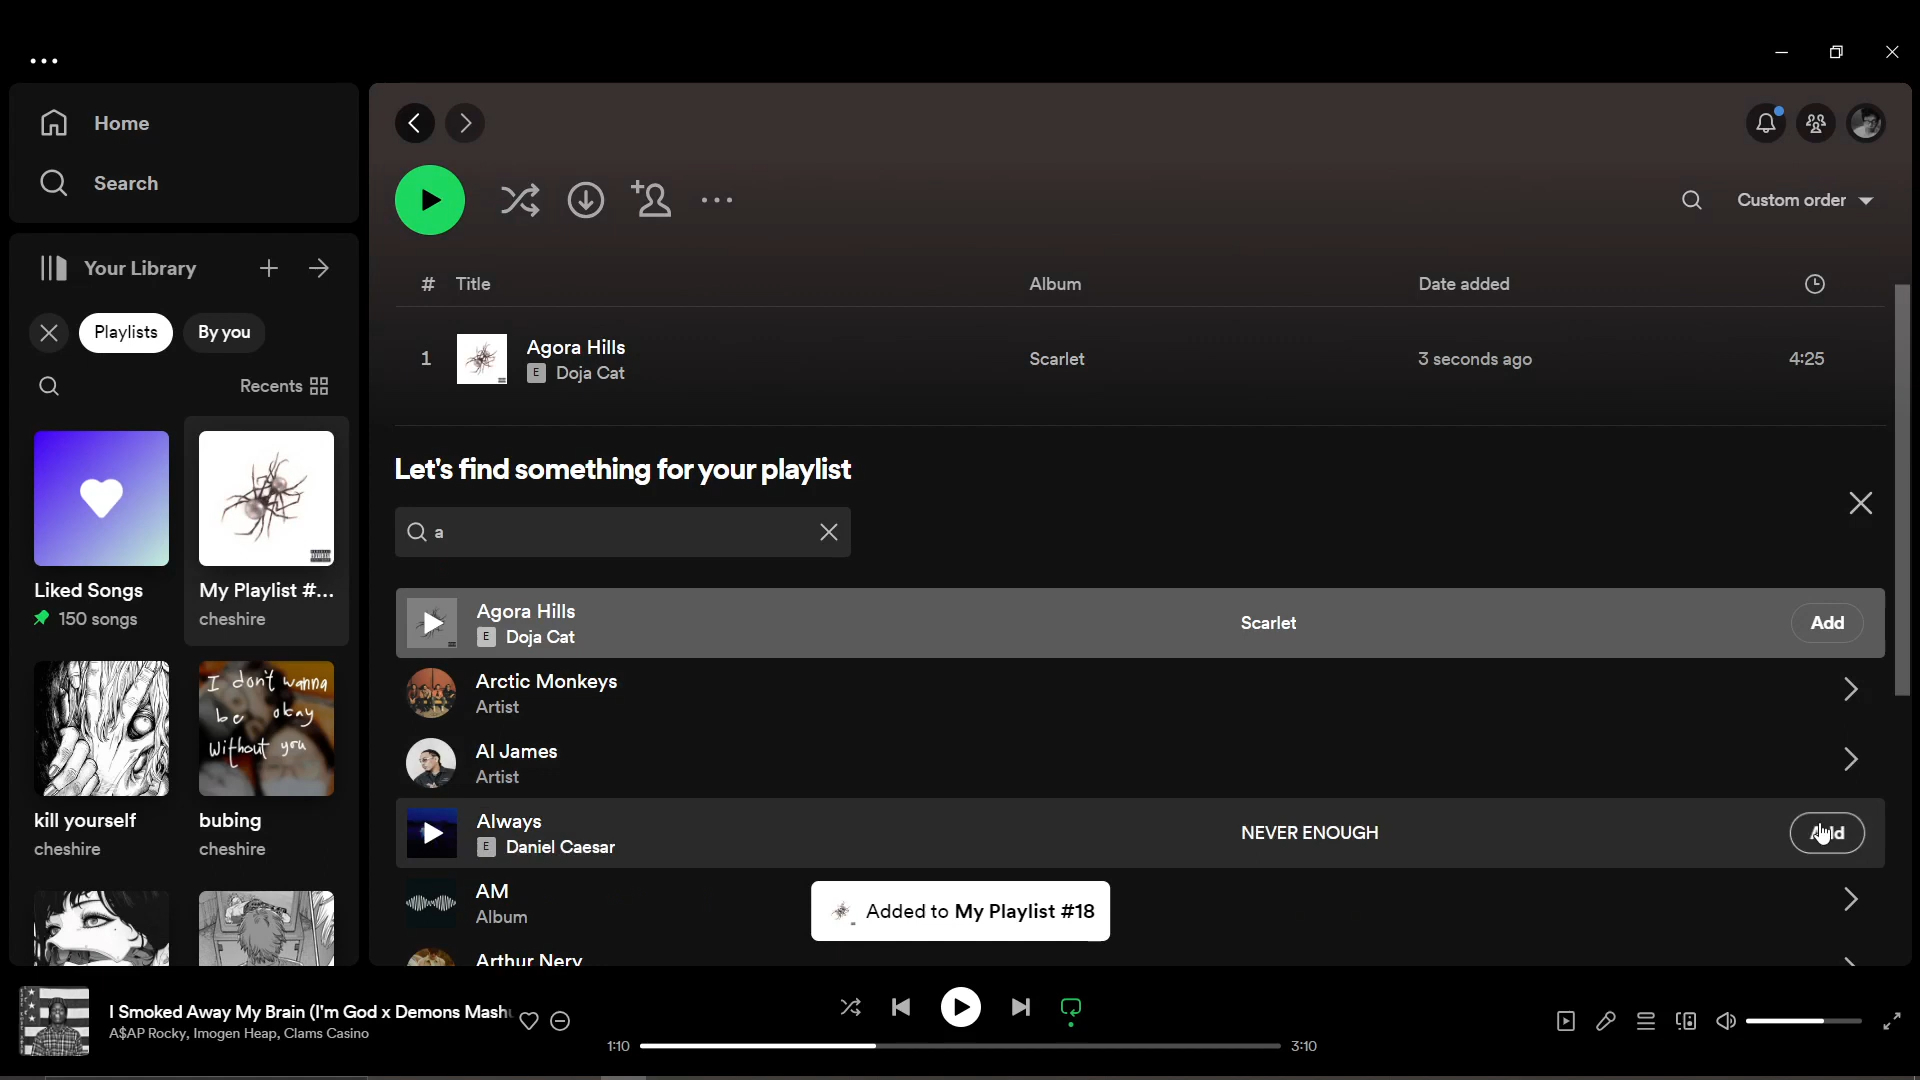 Home
Search
Your Library
Playlists
By you
Recents
Liked Songs
150 songs
My Playlist #...
cheshire
I don't wanna
be okay
without you
kill yourself
cheshire
bubing
cheshire
Custom order
# Title Album Date added
1 Agora Hills Scarlet 3 seconds ago 4:25
E Doja Cat
Let's find something for your playlist
a
Agora Hills Scarlet Add
E Doja Cat
Arctic Monkeys
Artist
Al James
Artist
Always NEVER ENOUGH Add
E Daniel Caesar
AM
Album
Added to My Playlist #18
Arthur Nery
I Smoked Away My Brain (I'm God x Demons Mashu
A$AP Rocky, Imogen Heap, Clams Casino
1:10
3:10